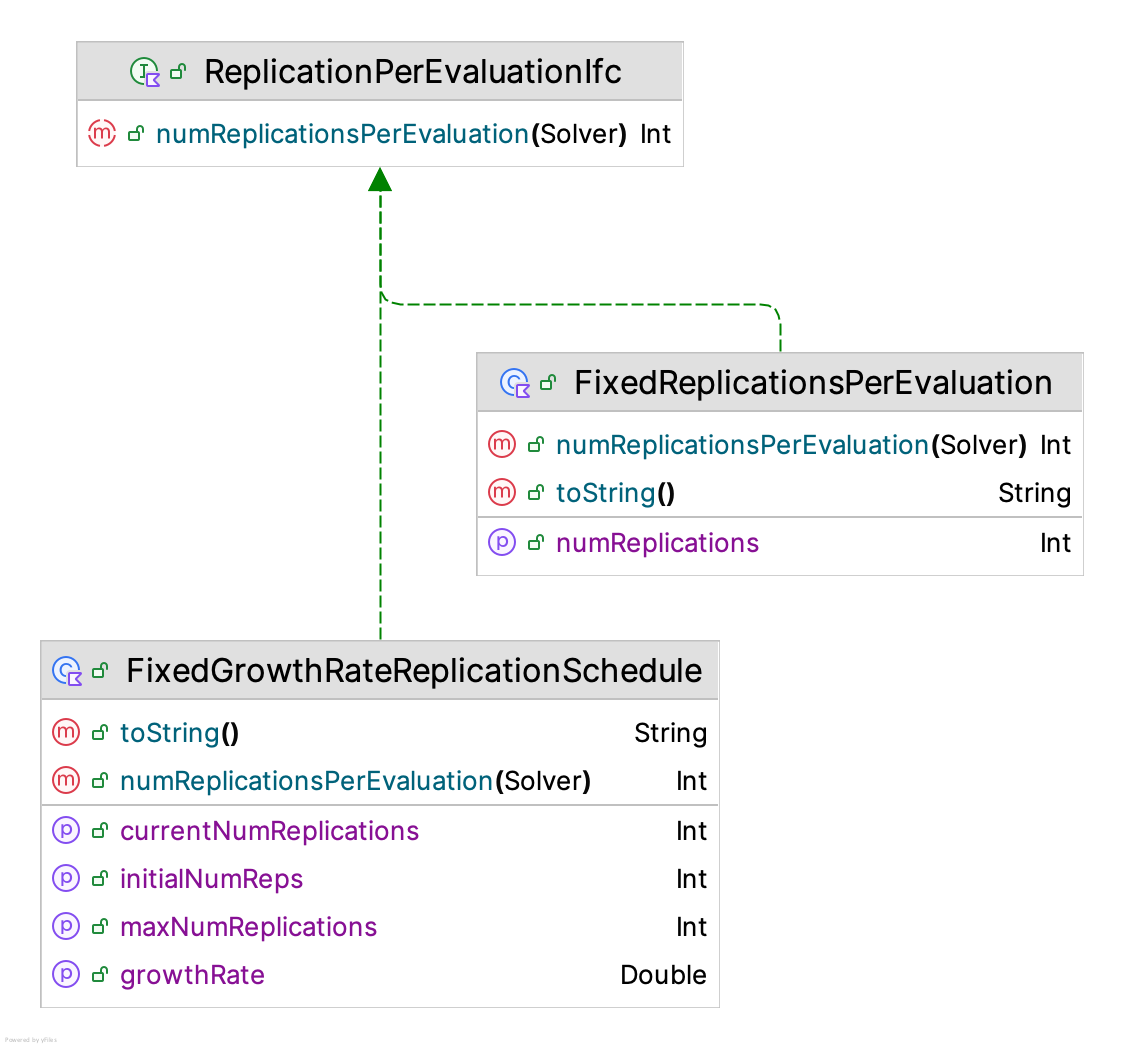 ReplicationPerEvaluationIfc
numReplicationsPerEvaluation(Solver) Int
FixedReplicationsPerEvaluation
numReplicationsPerEvaluation(Solver) Int
toString() String
numReplications Int
FixedGrowthRateReplicationSchedule
toString() String
numReplicationsPerEvaluation(Solver) Int
currentNumReplications Int
initialNumReps Int
maxNumReplications Int
growthRate Double
Powered by yFiles